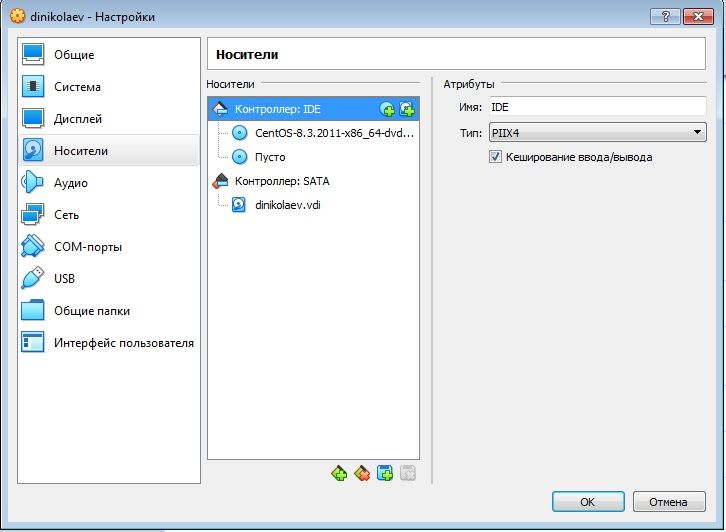 dinikolaev - Настройки
Общие
Система
Дисплей
Носители
Аудио
Сеть
COM-порты
USB
Общие папки
Интерфейс пользователя
Носители
Носители
Контроллер: IDE
CentOS-8.3.2011-x86_64-dvd...
Пусто
Контроллер: SATA
dinikolaev.vdi
Атрибуты
Имя: IDE
Тип: PIIX4
Кеширование ввода/вывода
OK
Отмена